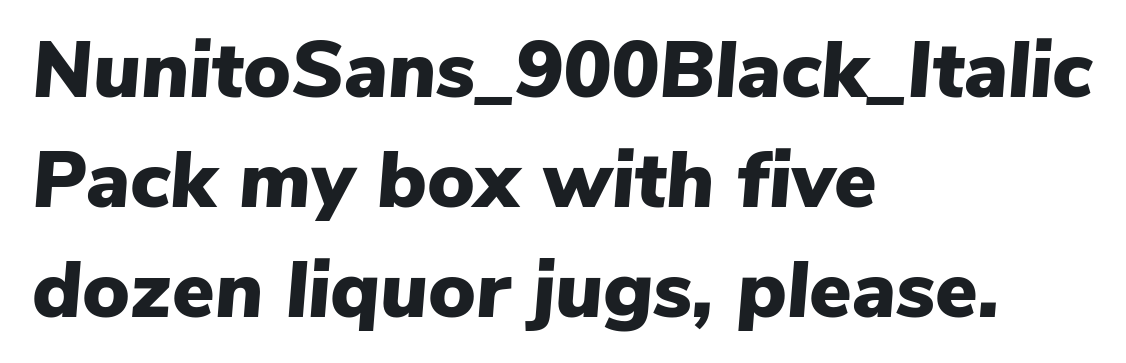 NunitoSans_900Black_Italic
Pack my box with five
dozen liquor jugs, please.